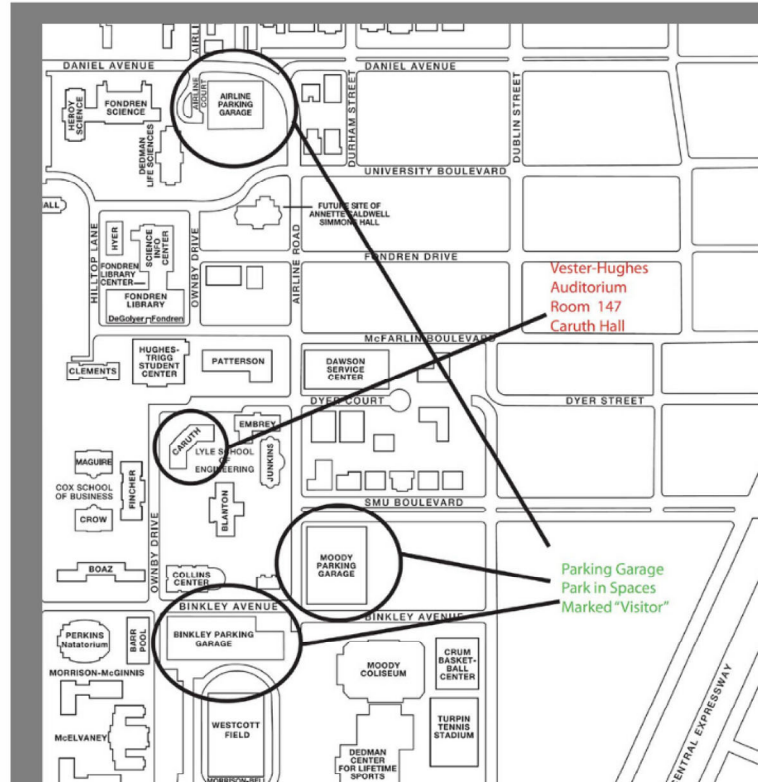 AIRLINE
DANIEL AVENUE
DANIEL AVENUE
HEROY
SCIENCE
FONDREN
SCIENCE
AIRLINE
COURT
AIRLINE
PARKING
GARAGE
DEDMAN
LIFE SCIENCES
DURHAM STREET
DUBLIN STREET
UNIVERSITY BOULEVARD
ALL
FUTURE SITE OF
ANNETTE CALDWELL
SIMMONS HALL
HILLTOP LANE
HYER
SCIENCE
INFO
CENTER
FONDREN
LIBRARY
CENTER
FONDREN
LIBRARY
DeGolyer Fondren
OWNBY DRIVE
AIRLINE ROAD
FONDREN DRIVE
Vester-Hughes
Auditorium
Room 147
Caruth Hall
McFARLIN BOULEVARD
CLEMENTS
HUGHES-
TRIGG
STUDENT
CENTER
PATTERSON
DAWSON
SERVICE
CENTER
DYER COURT
DYER STREET
CARUTH
EMBREY
LYLE SCHOOL
OF
ENGINEERING
JUNKINS
MAGUIRE
COX SCHOOL
OF BUSINESS
CROW
FINCHER
BLANTON
SMU BOULEVARD
BOAZ
OWNBY DRIVE
COLLINS
CENTER
MOODY
PARKING
GARAGE
Parking Garage
Park in Spaces
Marked "Visitor"
BINKLEY AVENUE
BINKLEY AVENUE
PERKINS
Natatorium
BARR
POOL
BINKLEY PARKING
GARAGE
MORRISON-McGINNIS
MOODY
COLISEUM
CRUM
BASKET-
BALL
CENTER
McELVANEY
WESTCOTT
FIELD
TURPIN
TENNIS
STADIUM
DEDMAN
CENTER
FOR LIFETIME
SPORTS
MORRISON-BELL
CENTRAL EXPRESSWAY